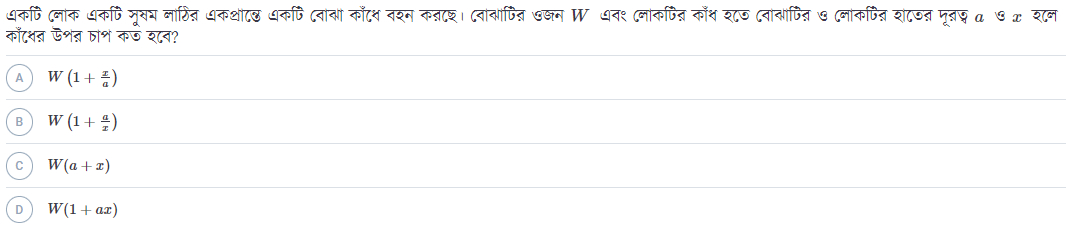 একটি লোক একটি সুষম লাঠির একপ্রান্তে একটি বোঝা কাঁধে বহন করছে। বোঝাটির ওজন W এবং লোকটির কাঁধ হতে বোঝাটির ও লোকটির হাতের দূরত্ব a ও x হলে
কাঁধের উপর চাপ কত হবে?
A W (1 + x/a)
B W (1 + a/x)
C W(a + x)
D W(1 + ax)